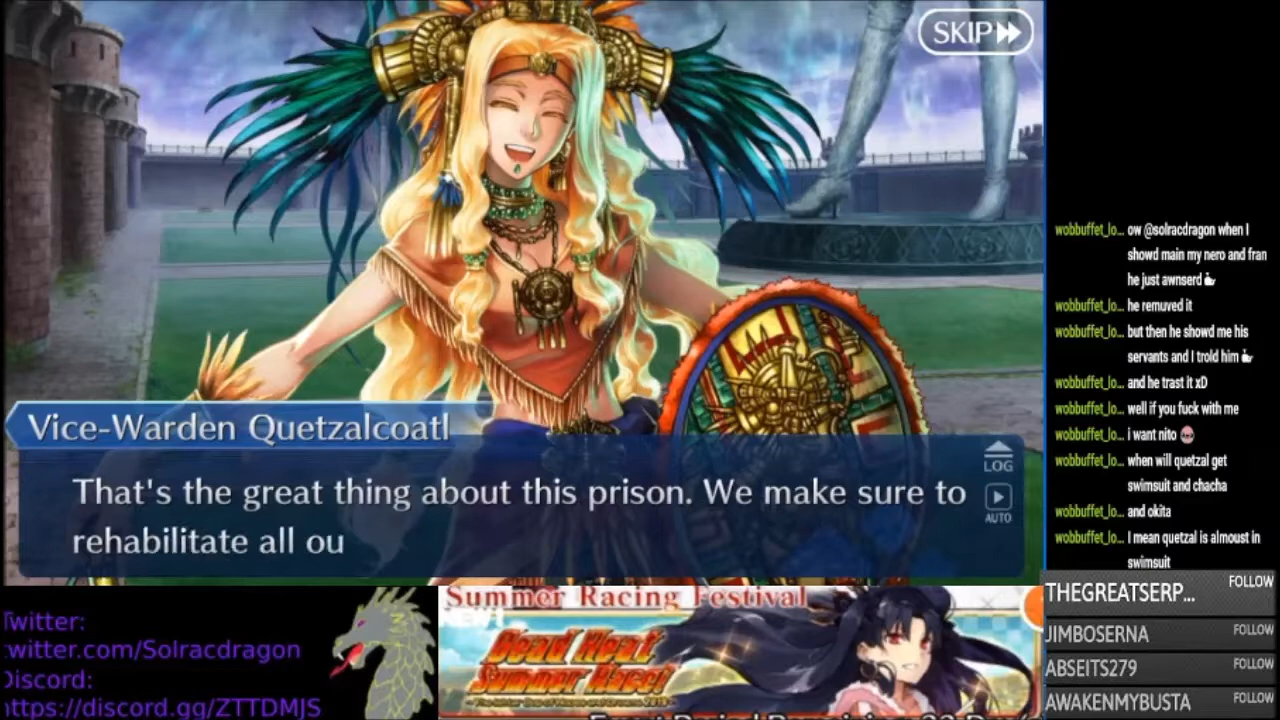 SKIP
Vice-Warden Quetzalcoatl
That's the great thing about this prison. We make sure to
rehabilitate all ou
LOG
AUTO
wobbuffet_lo... ow @solracdragon when I
showd main my nero and fran
he just awnserd
wobbuffet_lo... he remuved it
wobbuffet_lo... but then he showd me his
servants and I trold him
wobbuffet_lo... and he trast it xD
wobbuffet_lo... well if you fuck with me
wobbuffet_lo... i want nito
wobbuffet_lo... when will quetzal get
swimsuit and chacha
wobbuffet_lo... and okita
wobbuffet_lo... I mean quetzal is almoust in
swimsuit
THEGREATSERP... FOLLOW
JIMBOSERNA FOLLOW
ABSEITS279 FOLLOW
AWAKENMYBUSTA FOLLOW
Twitter:
twitter.com/Solracdragon
Discord:
https://discord.gg/ZTTDMJS
Summer Racing Festival
Dead Heat
Summer Race!